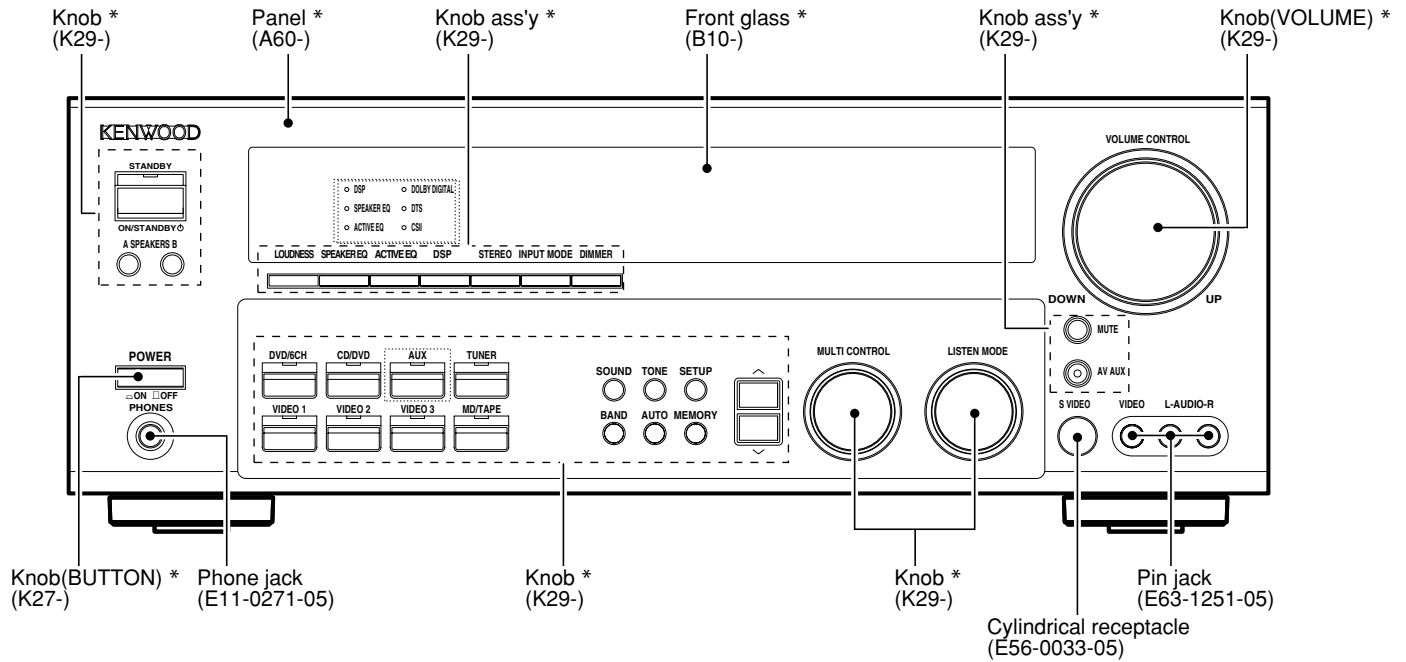 Knob *
(K29-)
Panel *
(A60-)
Knob ass'y *
(K29-)
Front glass *
(B10-)
Knob ass'y *
(K29-)
Knob(VOLUME) *
(K29-)
KENWOOD
STANDBY
ON/STANDBY
A SPEAKERS B
DSP
DOLBY DIGITAL
SPEAKER EQ
DTS
ACTIVE EQ
CSII
LOUDNESS SPEAKER EQ ACTIVE EQ DSP STEREO INPUT MODE DIMMER
VOLUME CONTROL
DOWN
UP
MUTE
AV AUX
POWER
ON OFF
PHONES
DVD/6CH CD/DVD AUX TUNER
VIDEO 1 VIDEO 2 VIDEO 3 MD/TAPE
SOUND TONE SETUP
BAND AUTO MEMORY
MULTI CONTROL
LISTEN MODE
S VIDEO
VIDEO
L-AUDIO-R
Knob(BUTTON) *
(K27-)
Phone jack
(E11-0271-05)
Knob *
(K29-)
Knob *
(K29-)
Pin jack
(E63-1251-05)
Cylindrical receptacle
(E56-0033-05)